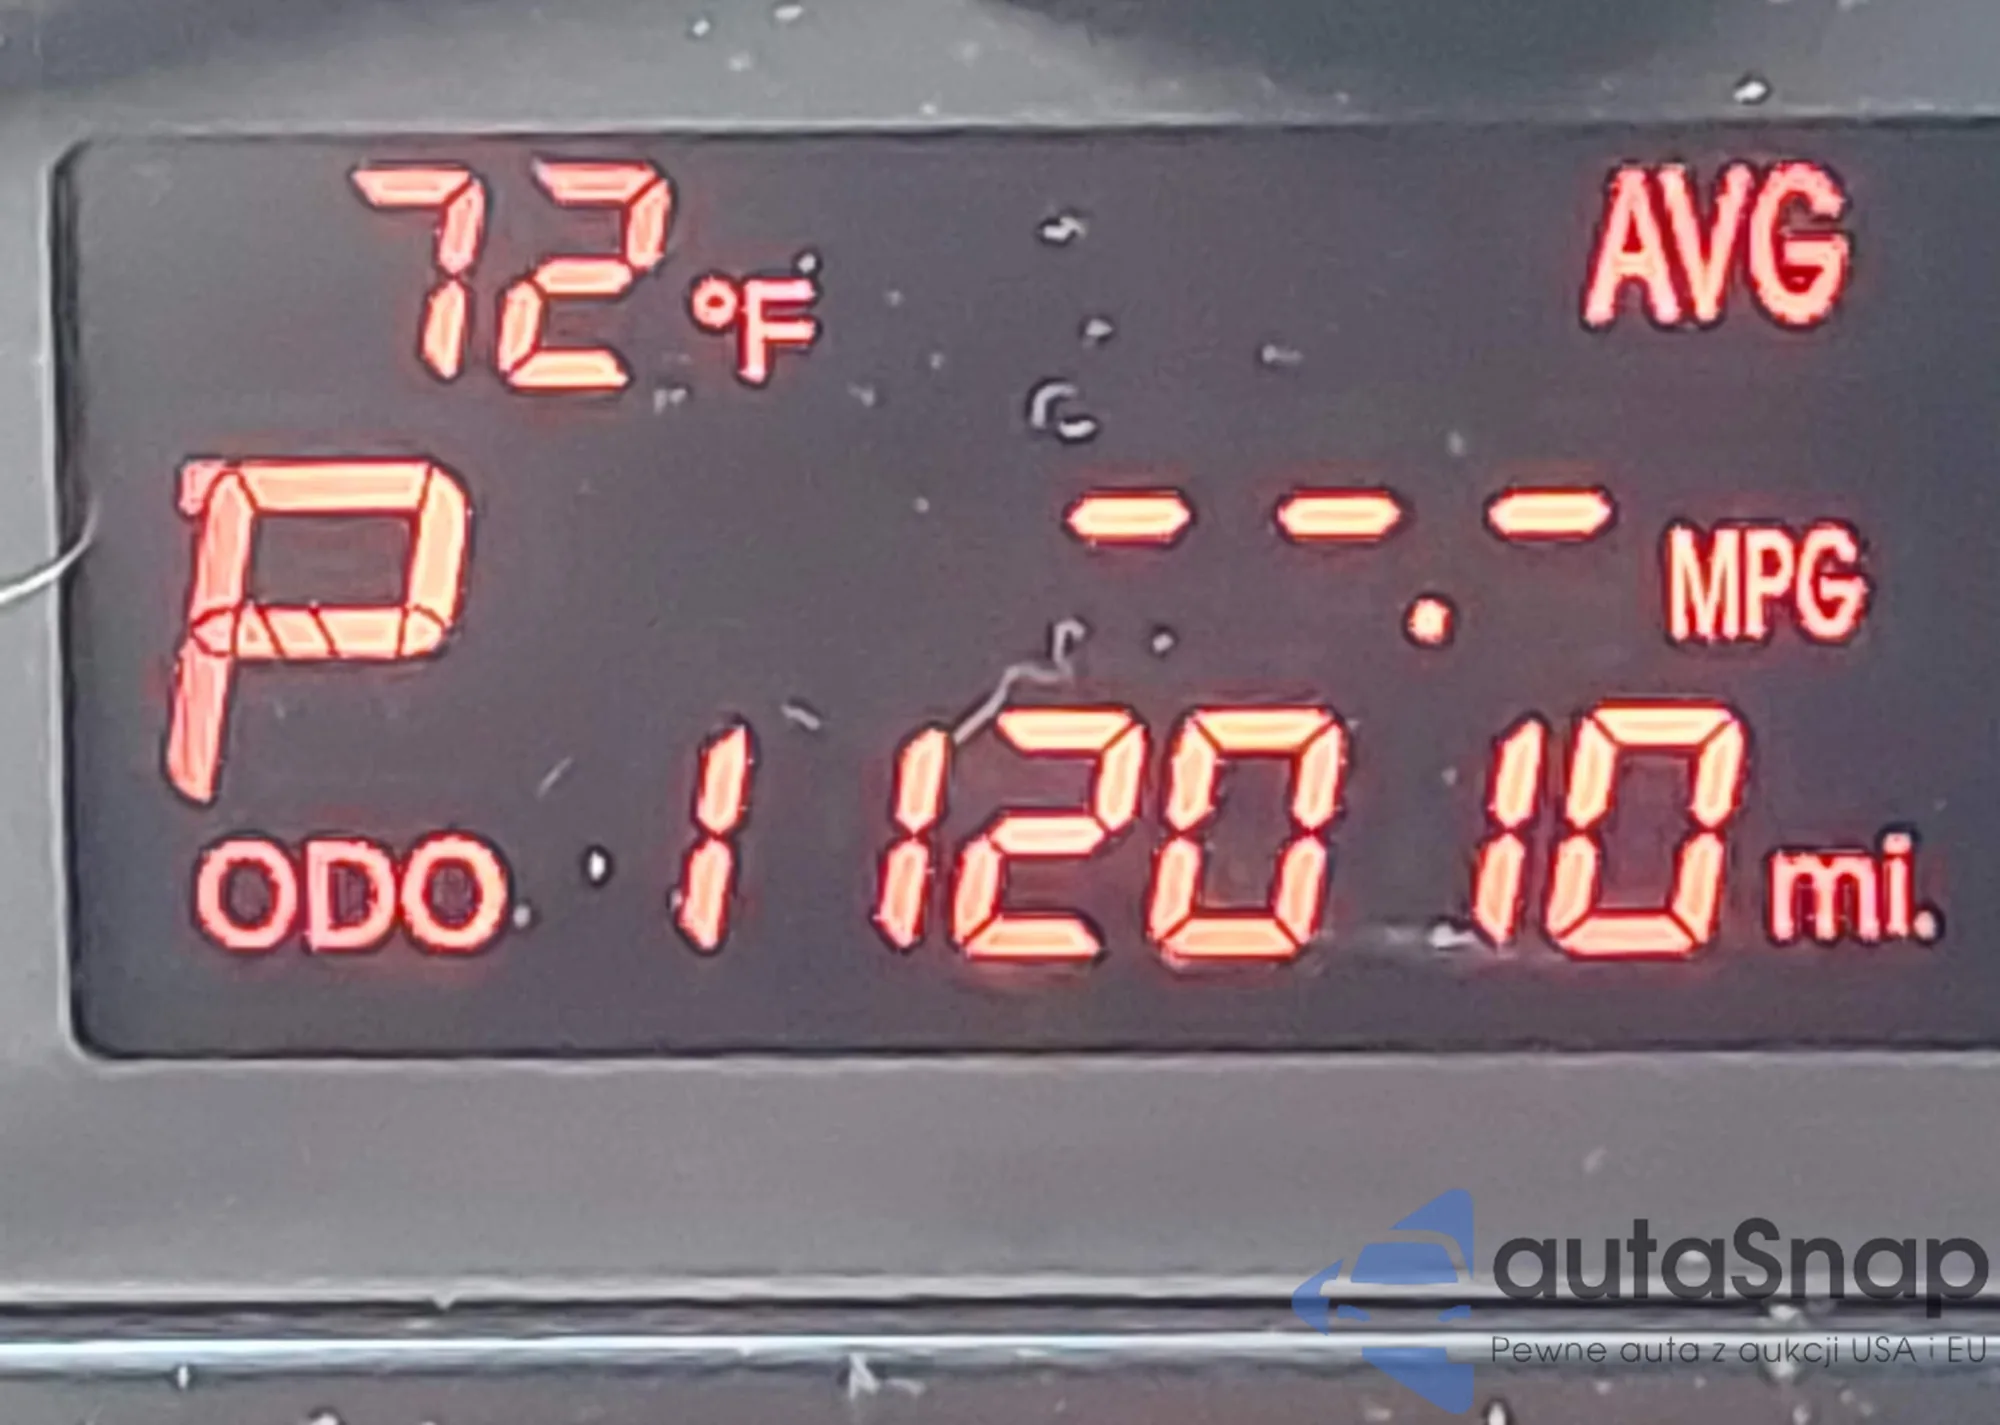 72 °F AVG
P --.- MPG
ODO 112010 mi.
autaSnap
Pewne auta z aukcji USA i EU